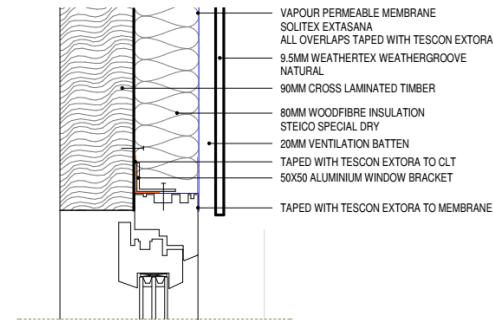 VAPOUR PERMEABLE MEMBRANE
SOLITEX EXTASANA
ALL OVERLAPS TAPED WITH TESCON EXTORA
9.5MM WEATHERTEX WEATHERGROOVE
NATURAL
90MM CROSS LAMINATED TIMBER
80MM WOODFIBRE INSULATION
STEICO SPECIAL DRY
20MM VENTILATION BATTEN
TAPED WITH TESCON EXTORA TO CLT
50X50 ALUMINIUM WINDOW BRACKET
TAPED WITH TESCON EXTORA TO MEMBRANE